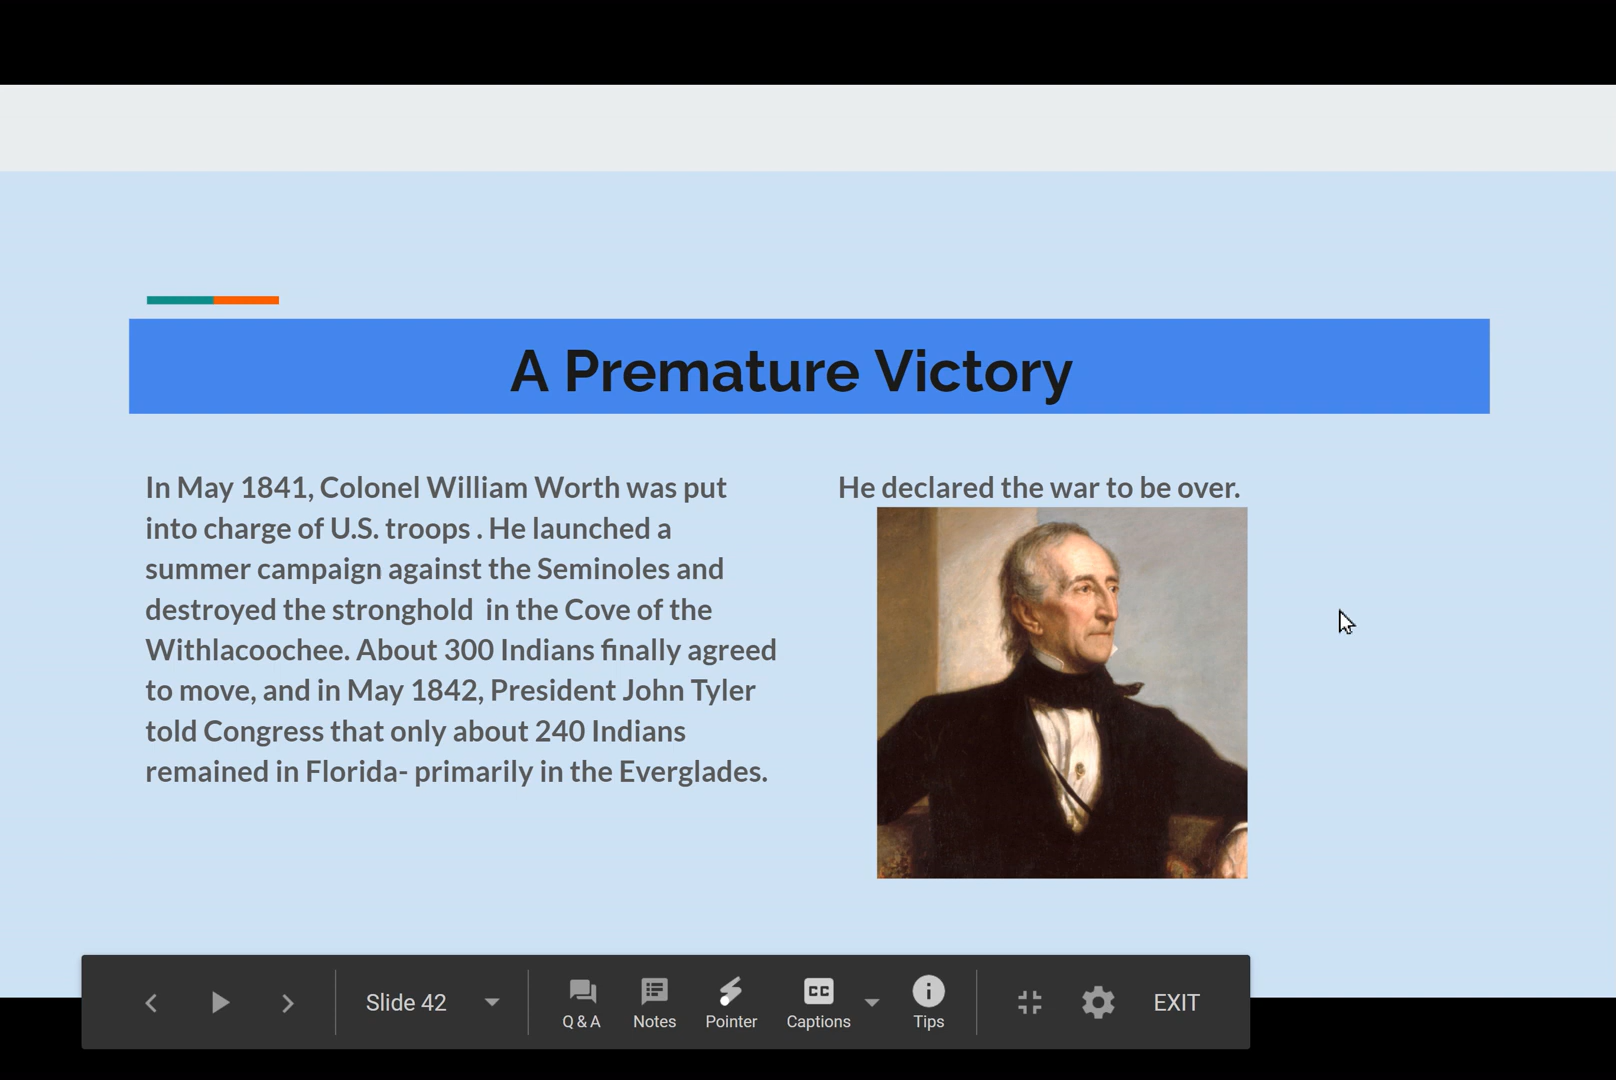 A Premature Victory
In May 1841, Colonel William Worth was put
into charge of U.S. troops . He launched a
summer campaign against the Seminoles and
destroyed the stronghold  in the Cove of the
Withlacoochee. About 300 Indians finally agreed
to move, and in May 1842, President John Tyler
told Congress that only about 240 Indians
remained in Florida- primarily in the Everglades.
He declared the war to be over.
Slide 42
Q & A
Notes
Pointer
CC
Captions
Tips
EXIT